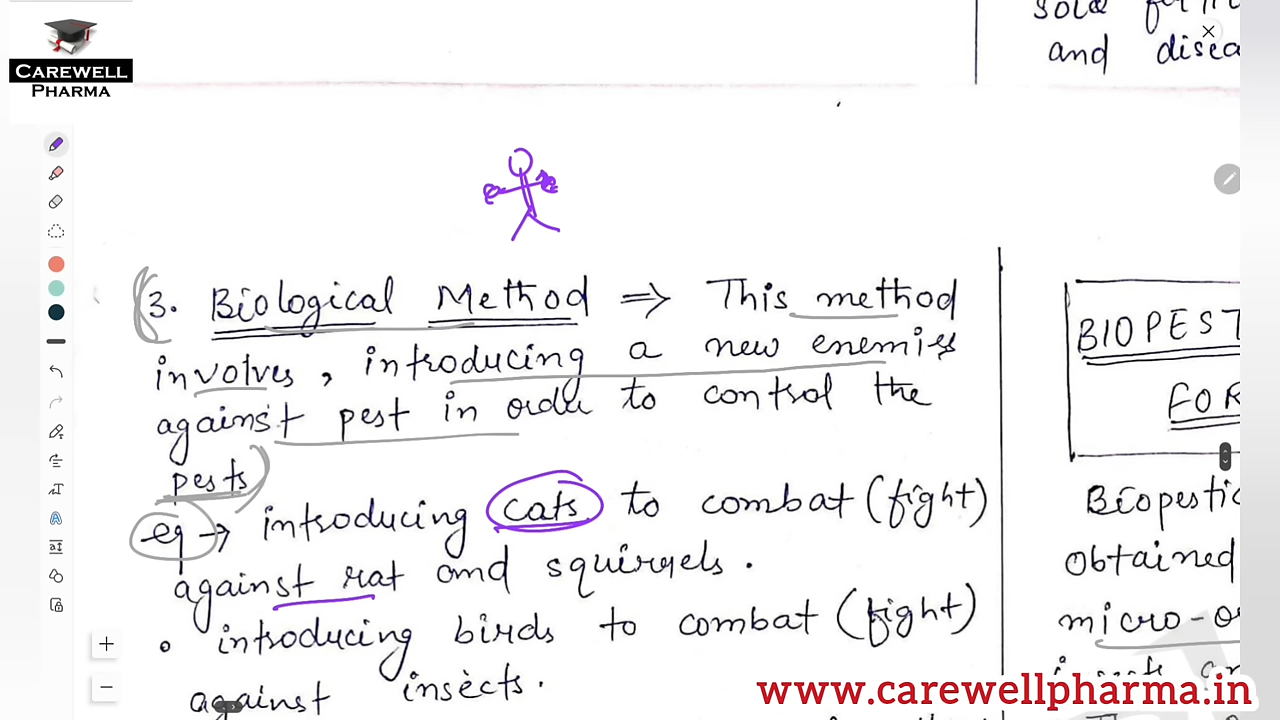 CAREWELL
PHARMA
and disea
3. Biological Method ⇒ This method
involves, introducing a new enemies
against pest in order to control the
pests
eg → introducing cats to combat (fight)
against rat and squirrels.
• introducing birds to combat (fight)
against insects.
BIOPEST
FOR
Biopestic
obtained
micro-o
www.carewellpharma.in